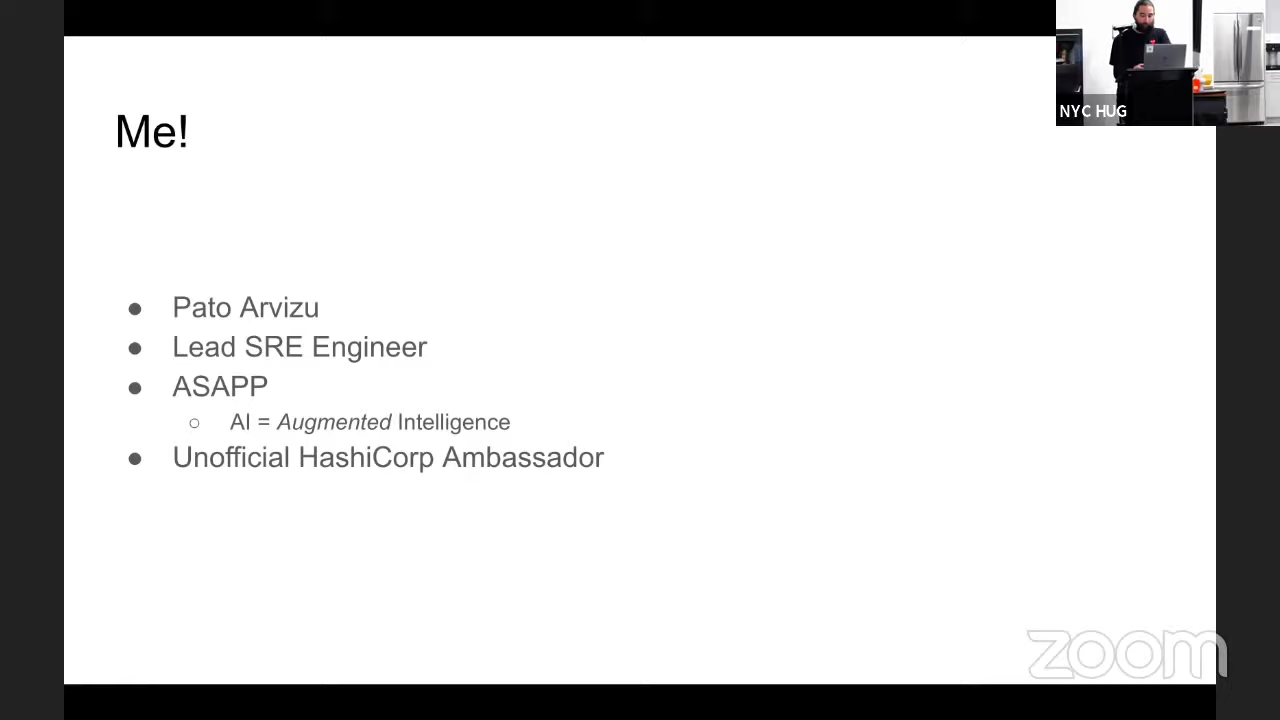 NYC HUG
Me!
Pato Arvizu
Lead SRE Engineer
ASAPP
AI = Augmented Intelligence
Unofficial HashiCorp Ambassador
zoom